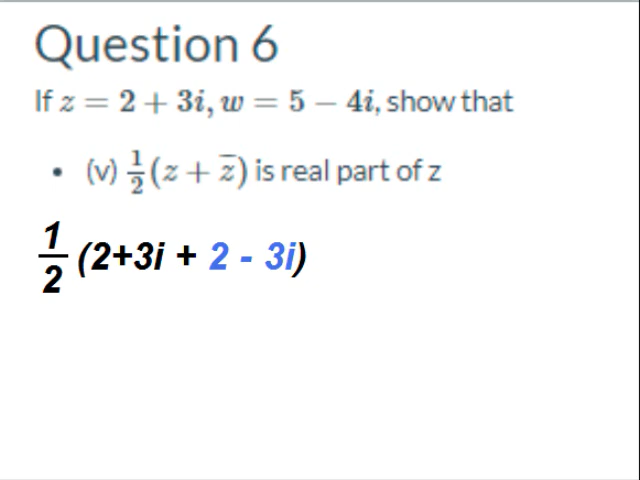 Question 6
If z = 2 + 3i, w = 5 – 4i, show that
• (v) ½(z + z̅) is real part of z
½ (2+3i + 2 - 3i)